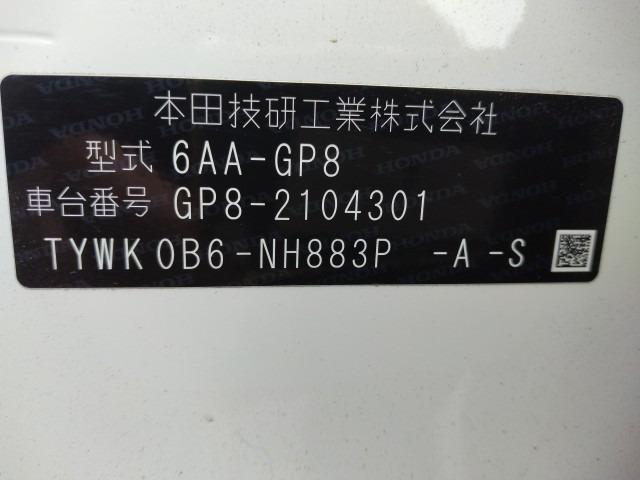 本田技研工業株式会社
型式 6AA-GP8
車台番号 GP8-2104301
TYWK0B6-NH883P -A -S